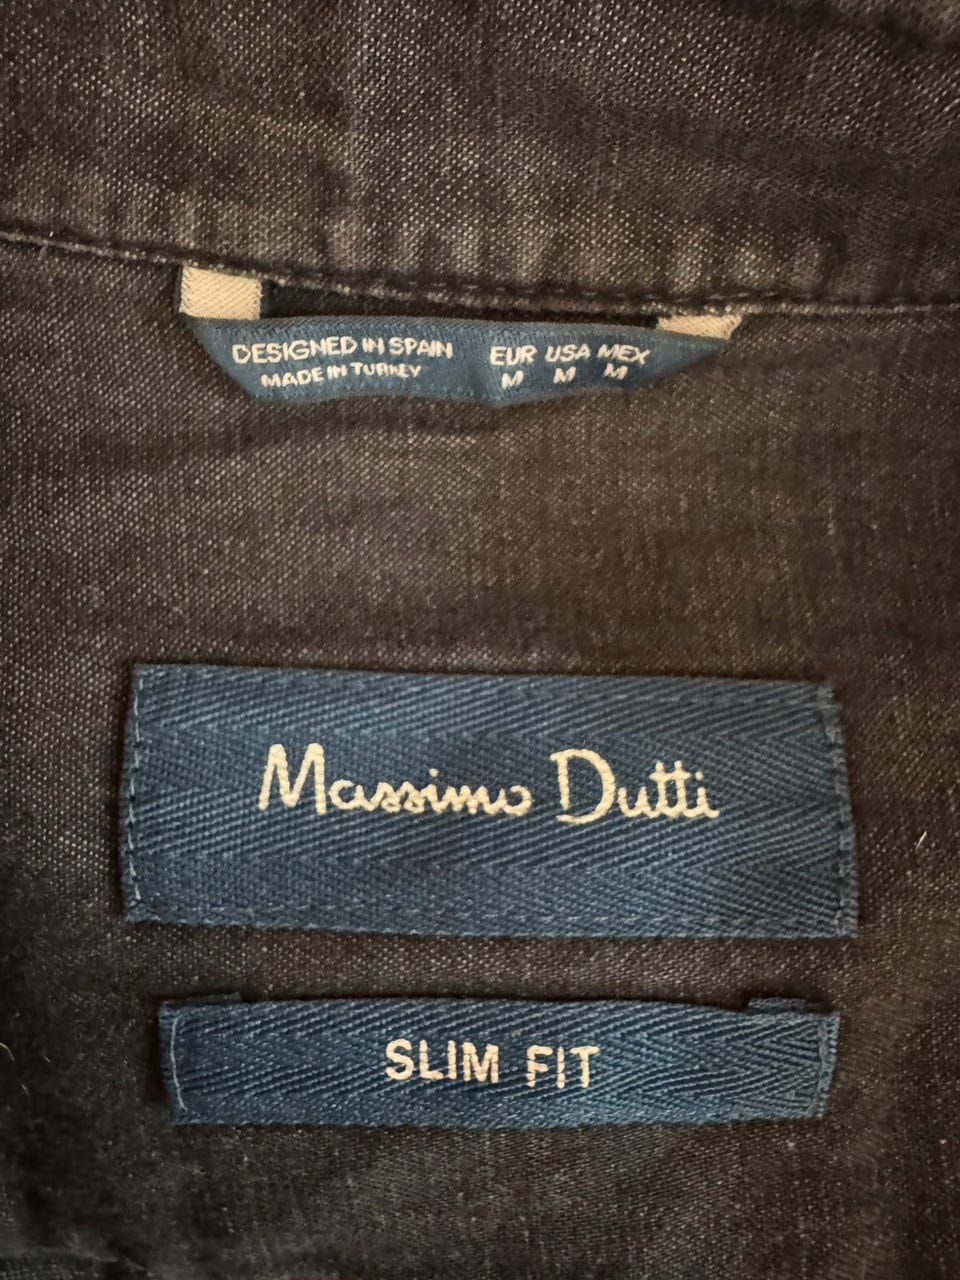 DESIGNED IN SPAIN
MADE IN TURKEY
EUR USA MEX
M M M
Massimo Dutti
SLIM FIT